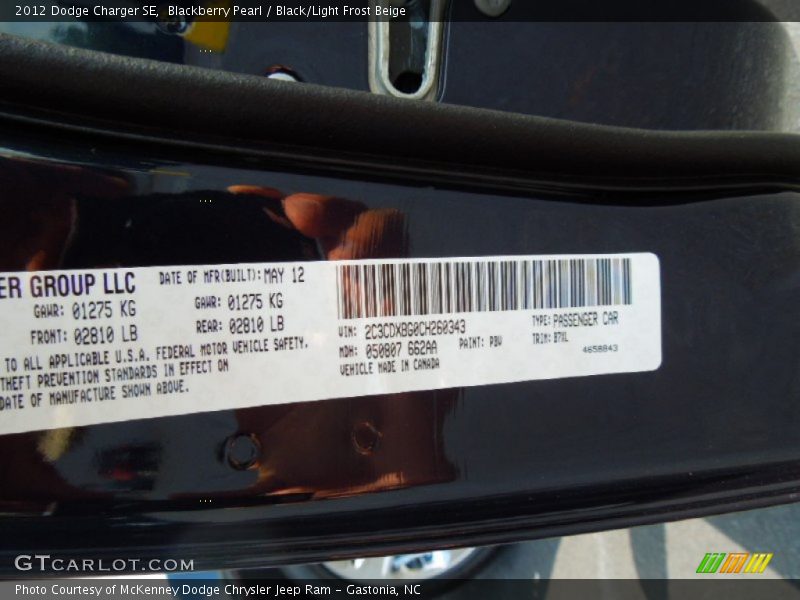 2012 Dodge Charger SE,  Blackberry Pearl / Black/Light Frost Beige
ER GROUP LLC
DATE OF MFR(BUILT): MAY 12
GAWR: 01275 KG
GAWR: 01275 KG
FRONT: 02810 LB
REAR: 02810 LB
TO ALL APPLICABLE U.S.A. FEDERAL MOTOR VEHICLE SAFETY.
THEFT PREVENTION STANDARDS IN EFFECT ON
DATE OF MANUFACTURE SHOWN ABOVE.
VIN: 2C3CDXBG0CH260343
TYPE: PASSENGER CAR
MDH: 050807 662AA
PAINT: PBV
TRIM: B7XL
VEHICLE MADE IN CANADA
4658843
GTCARLOT.COM
Photo Courtesy of McKenney Dodge Chrysler Jeep Ram - Gastonia, NC